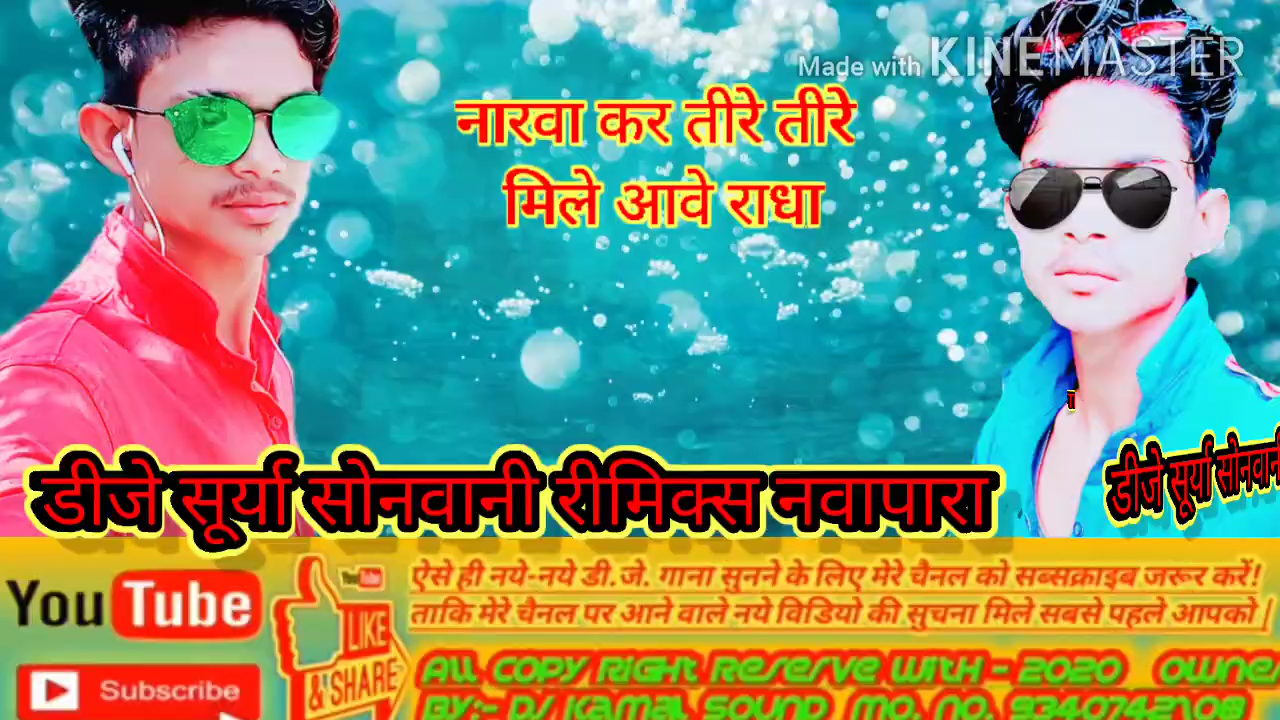 Made with KINEMASTER
नारवा कर तीरे तीरे
मिले आवे राधा
डीजे सूर्या सोनवानी रीमिक्स नवापारा
डीजे सूर्या सोनवानी
YouTube
Subscribe
YouTube
LIKE
& SHARE
ऐसे ही नये-नये डी.जे. गाना सुनने के लिए मेरे चैनल को सब्सक्राइब जरूर करें!
ताकि मेरे चैनल पर आने वाले नये विडियो की सुचना मिले सबसे पहले आपको |
All COPY RIGHt ReSeRVe WitH - 2020 OWNE
BY:- DJ KAMAL SOUND MO. NO.